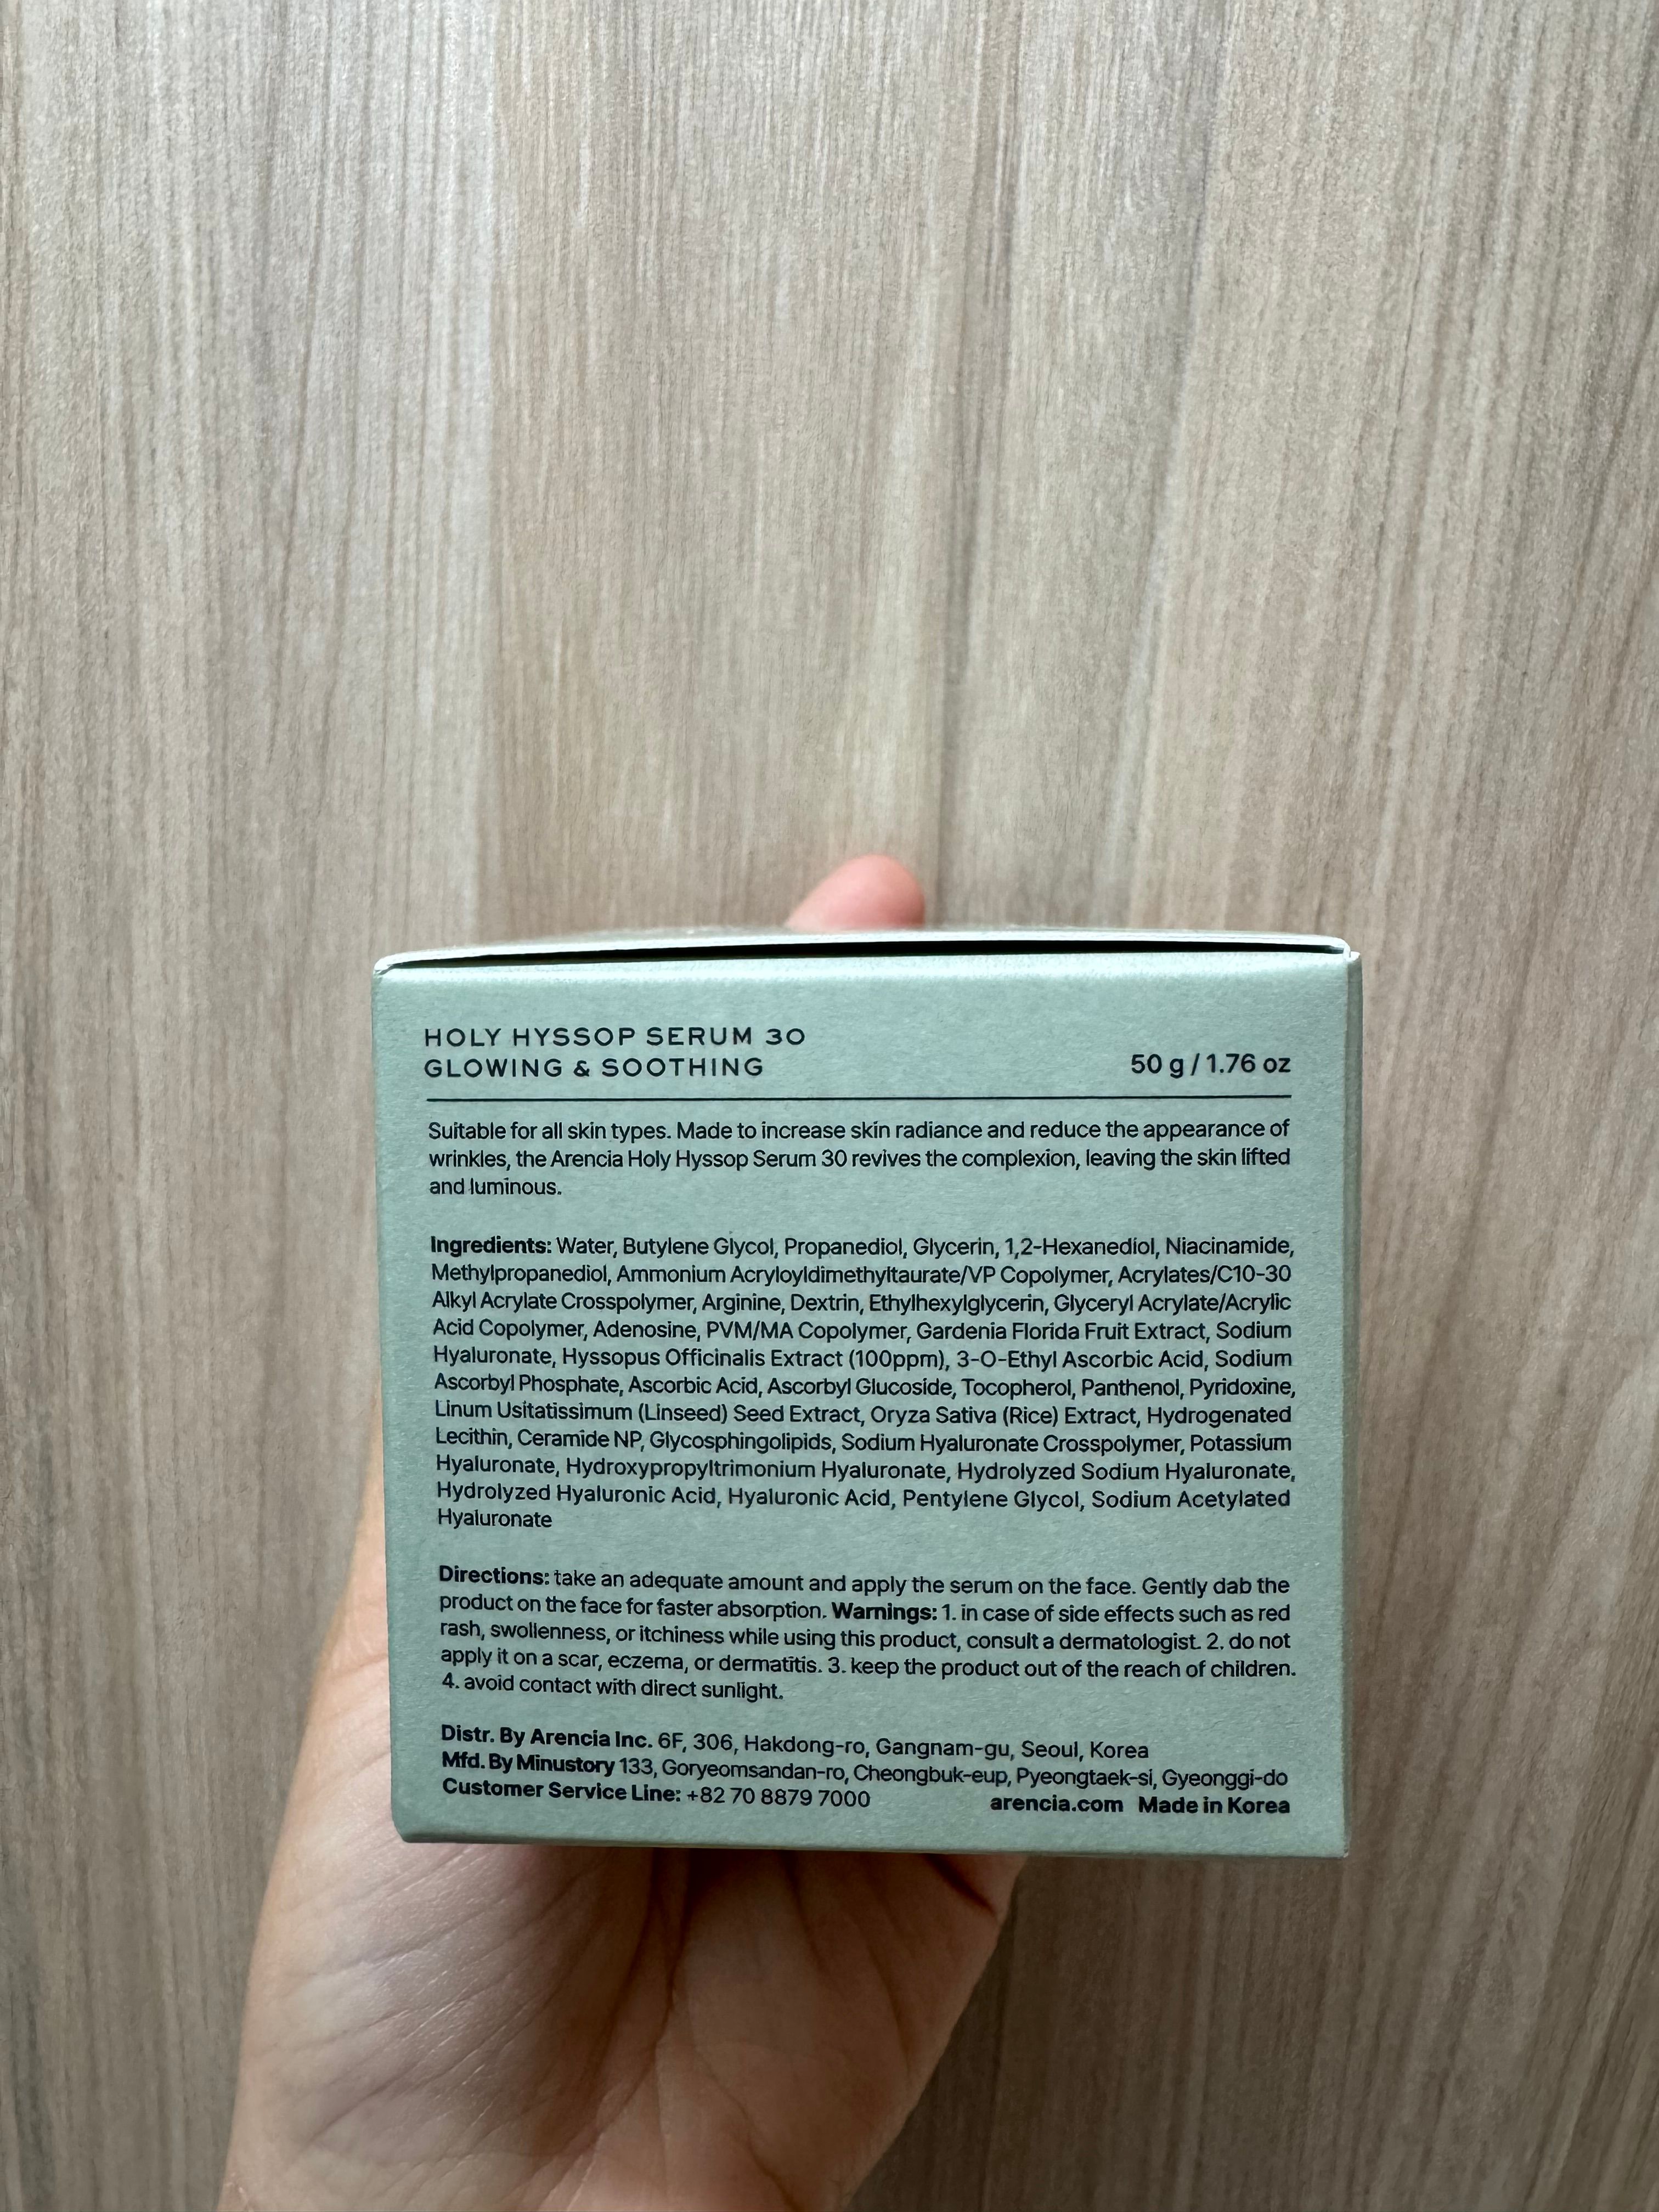 HOLY HYSSOP SERUM 30
GLOWING & SOOTHING
50 g / 1.76 oz
Suitable for all skin types. Made to increase skin radiance and reduce the appearance of
wrinkles, the Arencia Holy Hyssop Serum 30 revives the complexion, leaving the skin lifted
and luminous.
Ingredients: Water, Butylene Glycol, Propanediol, Glycerin, 1,2-Hexanediol, Niacinamide,
Methylpropanediol, Ammonium Acryloyldimethyltaurate/VP Copolymer, Acrylates/C10-30
Alkyl Acrylate Crosspolymer, Arginine, Dextrin, Ethylhexylglycerin, Glyceryl Acrylate/Acrylic
Acid Copolymer, Adenosine, PVM/MA Copolymer, Gardenia Florida Fruit Extract, Sodium
Hyaluronate, Hyssopus Officinalis Extract (100ppm), 3-O-Ethyl Ascorbic Acid, Sodium
Ascorbyl Phosphate, Ascorbic Acid, Ascorbyl Glucoside, Tocopherol, Panthenol, Pyridoxine,
Linum Usitatissimum (Linseed) Seed Extract, Oryza Sativa (Rice) Extract, Hydrogenated
Lecithin, Ceramide NP, Glycosphingolipids, Sodium Hyaluronate Crosspolymer, Potassium
Hyaluronate, Hydroxypropyltrimonium Hyaluronate, Hydrolyzed Sodium Hyaluronate,
Hydrolyzed Hyaluronic Acid, Hyaluronic Acid, Pentylene Glycol, Sodium Acetylated
Hyaluronate
Directions: take an adequate amount and apply the serum on the face. Gently dab the
product on the face for faster absorption. Warnings: 1. in case of side effects such as red
rash, swollenness, or itchiness while using this product, consult a dermatologist. 2. do not
apply it on a scar, eczema, or dermatitis. 3. keep the product out of the reach of children.
4. avoid contact with direct sunlight.
Distr. By Arencia Inc. 6F, 306, Hakdong-ro, Gangnam-gu, Seoul, Korea
Mfd. By Minustory 133, Goryeomsandan-ro, Cheongbuk-eup, Pyeongtaek-si, Gyeonggi-do
Customer Service Line: +82 70 8879 7000 arencia.com Made in Korea